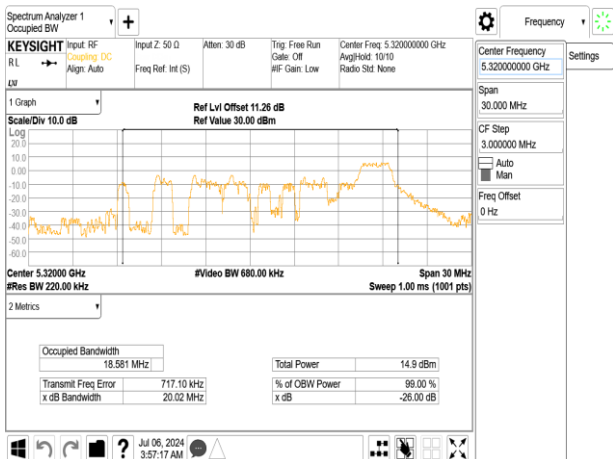 Spectrum Analyzer 1
Occupied BW
Frequency
KEYSIGHT
R L
Input: RF
Coupling: DC
Align: Auto
Input Z: 50 Ω
Freq Ref: Int (S)
Atten: 30 dB
Trig: Free Run
Gate: Off
#IF Gain: Low
Center Freq: 5.320000000 GHz
Avg|Hold: 10/10
Radio Std: None
Center Frequency
5.320000000 GHz
Settings
Span
30.000 MHz
CF Step
3.000000 MHz
Auto
Man
Freq Offset
0 Hz
1 Graph
Scale/Div 10.0 dB
Ref Lvl Offset 11.26 dB
Ref Value 30.00 dBm
Log
20.0
10.0
0.00
-10.0
-20.0
-30.0
-40.0
-50.0
-60.0
Center 5.32000 GHz
#Res BW 220.00 kHz
#Video BW 680.00 kHz
Span 30 MHz
Sweep 1.00 ms (1001 pts)
2 Metrics
Occupied Bandwidth
18.581 MHz
Total Power 14.9 dBm
Transmit Freq Error 717.10 kHz
% of OBW Power 99.00 %
x dB Bandwidth 20.02 MHz
x dB -26.00 dB
Jul 06, 2024
3:57:17 AM